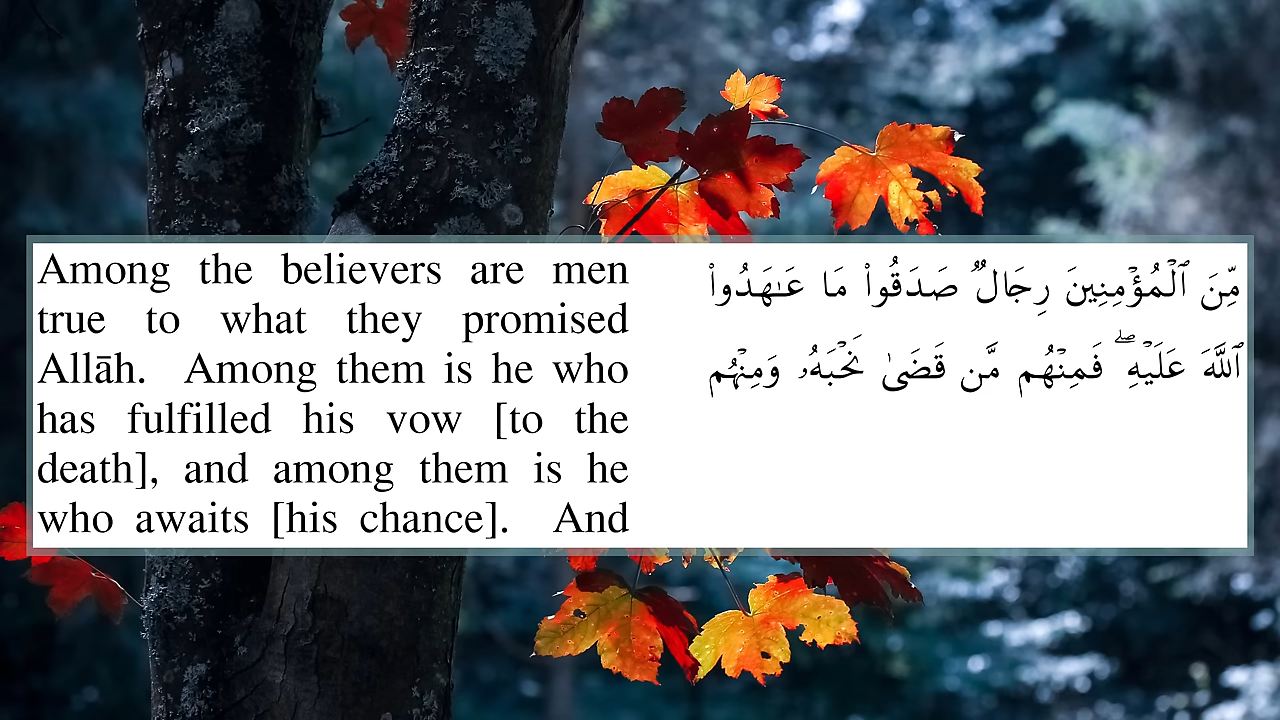 Among the believers are men
true to what they promised
Allāh. Among them is he who
has fulfilled his vow [to the
death], and among them is he
who awaits [his chance]. And
مِّنَ ٱلْمُؤْمِنِينَ رِجَالٌ صَدَقُوا۟ مَا عَـٰهَدُوا۟
ٱللَّهَ عَلَيْهِ ۖ فَمِنْهُم مَّن قَضَىٰ نَحْبَهُۥ وَمِنْهُم